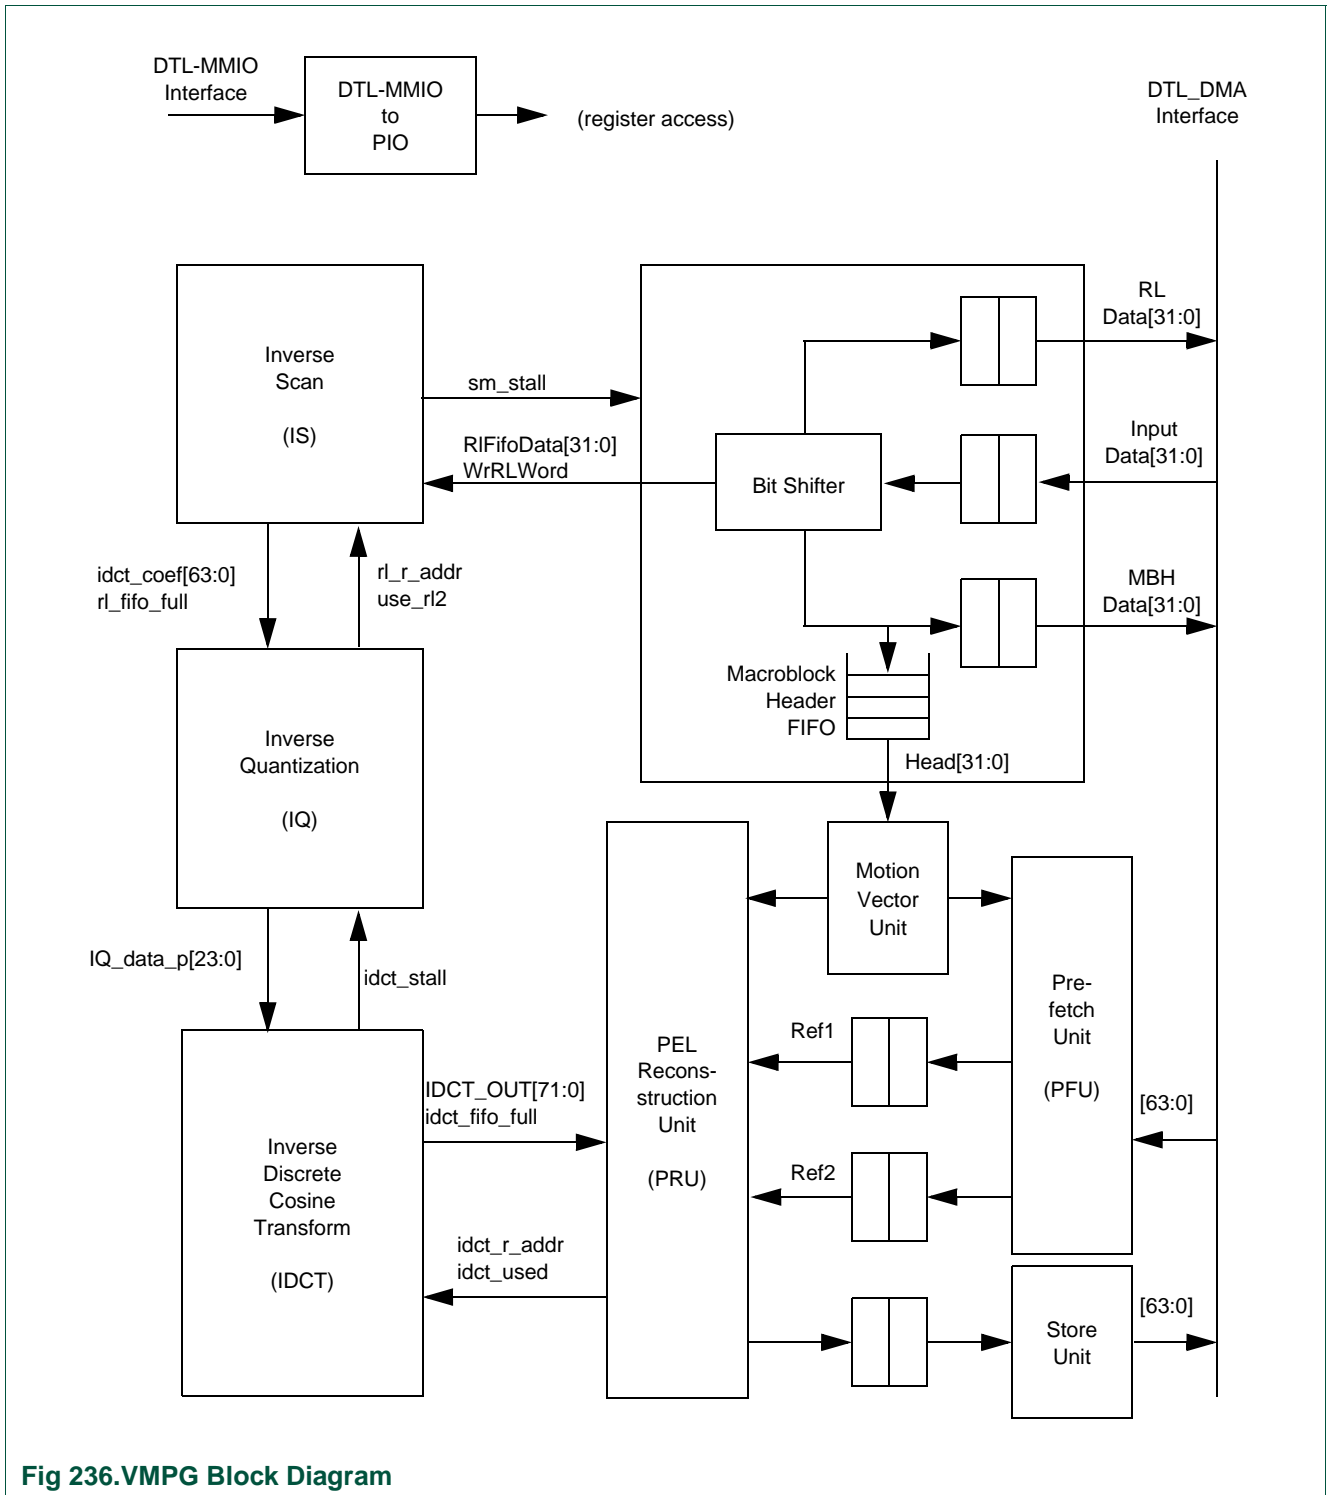 DTL-MMIO
Interface
DTL-MMIO
to
PIO
(register access)
DTL_DMA
Interface
Inverse
Scan
(IS)
sm_stall
RlFifoData[31:0]
WrRLWord
Bit Shifter
RL
Data[31:0]
Input
Data[31:0]
MBH
Data[31:0]
idct_coef[63:0]
rl_fifo_full
rl_r_addr
use_rl2
Macroblock
Header
FIFO
Head[31:0]
Inverse
Quantization
(IQ)
Motion
Vector
Unit
IQ_data_p[23:0]
idct_stall
Pre-
fetch
Unit
(PFU)
[63:0]
Ref1
Ref2
PEL
Recons-
struction
Unit
(PRU)
IDCT_OUT[71:0]
idct_fifo_full
Inverse
Discrete
Cosine
Transform
(IDCT)
idct_r_addr
idct_used
Store
Unit
[63:0]
Fig 236.VMPG Block Diagram